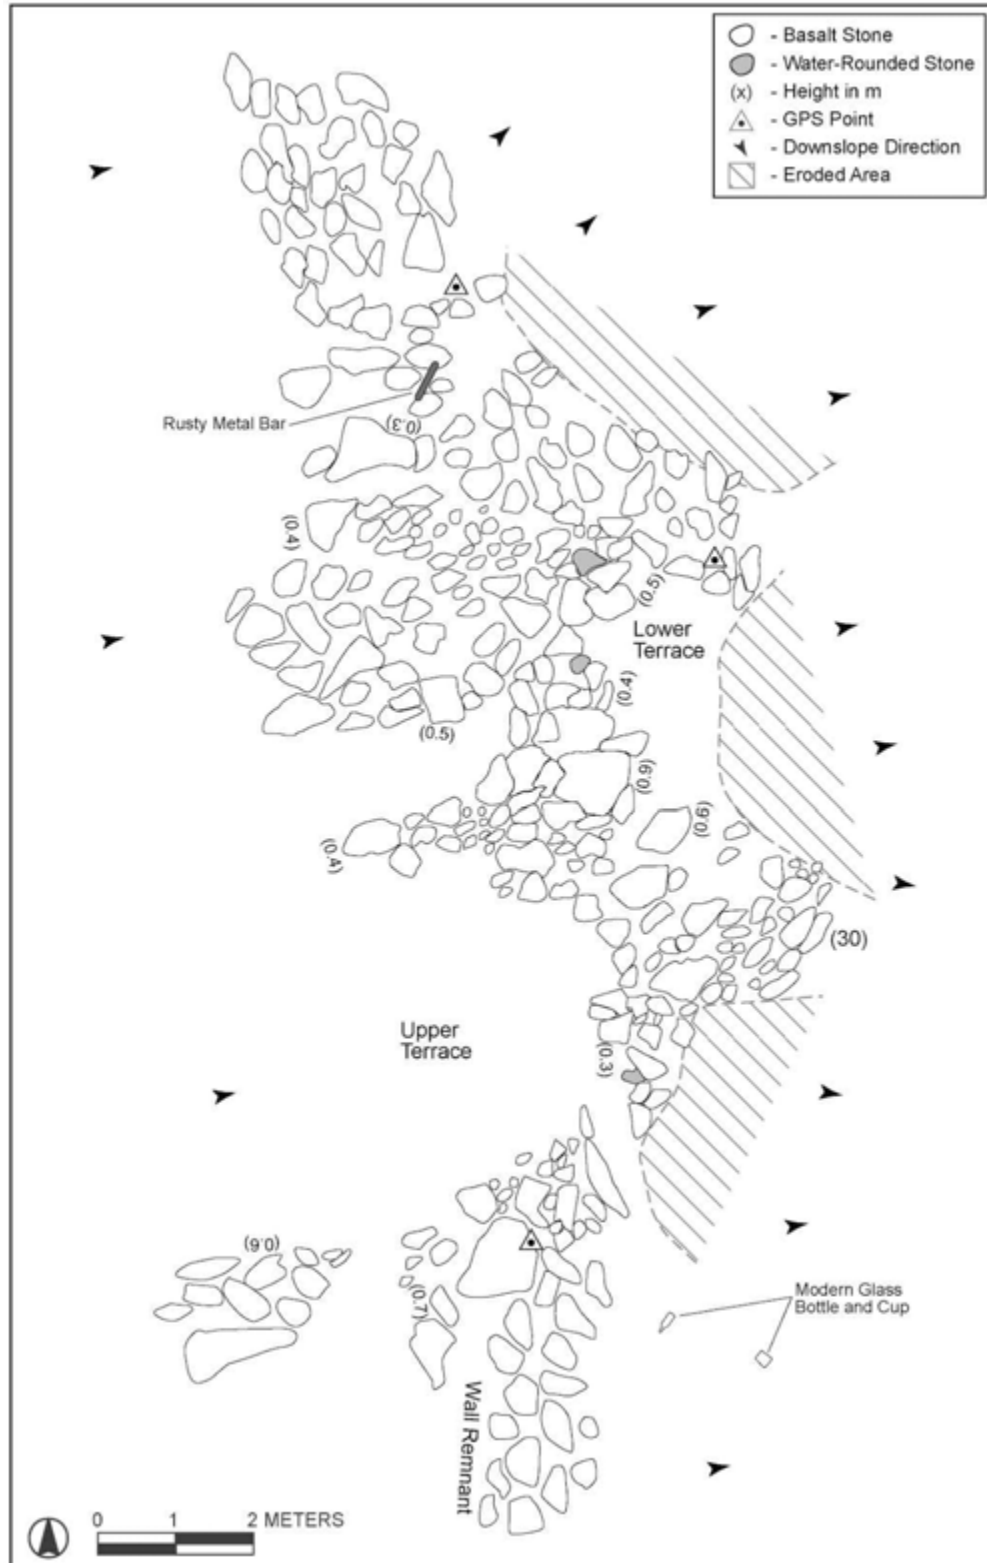 - Basalt Stone
- Water-Rounded Stone
(x) - Height in m
- GPS Point
- Downslope Direction
- Eroded Area
Rusty Metal Bar
(0.3)
(0.4)
(0.5)
Lower
Terrace
(0.4)
(0.5)
(0.9)
(0.6)
(0.4)
(30)
Upper
Terrace
(0.3)
(0.6)
(0.7)
Modern Glass
Bottle and Cup
Wall Remnant
0 1 2 METERS